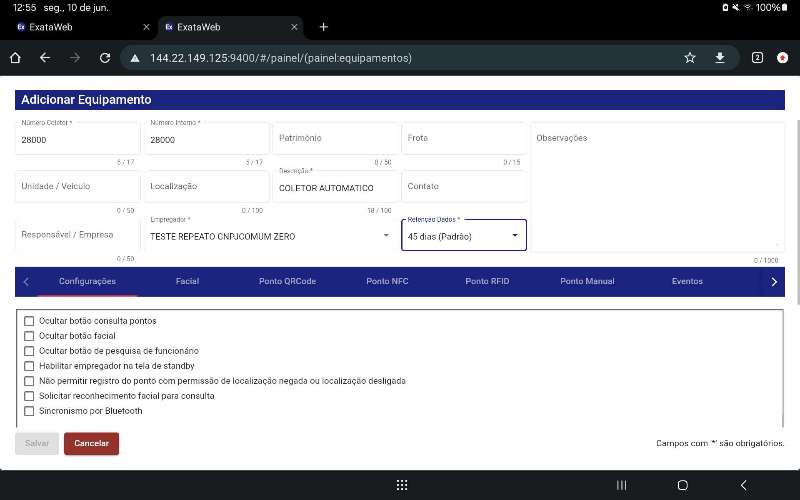 12:55 seg., 10 de jun.
100%
Ex ExataWeb
Ex ExataWeb
144.22.149.125:9400/#/painel/(painel:equipamentos)
2
Adicionar Equipamento
Número Coletor *
28000
5 / 17
Número Interno *
28000
5 / 17
Patrimônio
0 / 50
Frota
0 / 15
Observações
0 / 1000
Unidade / Veículo
0 / 50
Localização
0 / 100
Descrição *
COLETOR AUTOMATICO
18 / 100
Contato
Responsável / Empresa
0 / 50
Empregador *
TESTE REPEATO CNPJCOMUM ZERO
Retenção Dados *
45 dias (Padrão)
Configurações
Facial
Ponto QRCode
Ponto NFC
Ponto RFID
Ponto Manual
Eventos
Ocultar botão consulta pontos
Ocultar botão facial
Ocultar botão de pesquisa de funcionário
Habilitar empregador na tela de standby
Não permitir registro do ponto com permissão de localização negada ou localização desligada
Solicitar reconhecimento facial para consulta
Sincronismo por Bluetooth
Salvar
Cancelar
Campos com '*' são obrigatórios.